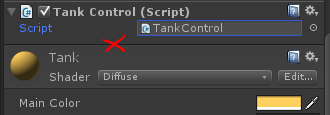 Tank Control (Script)
Script TankControl
Tank
Shader Diffuse Edit...
Main Color